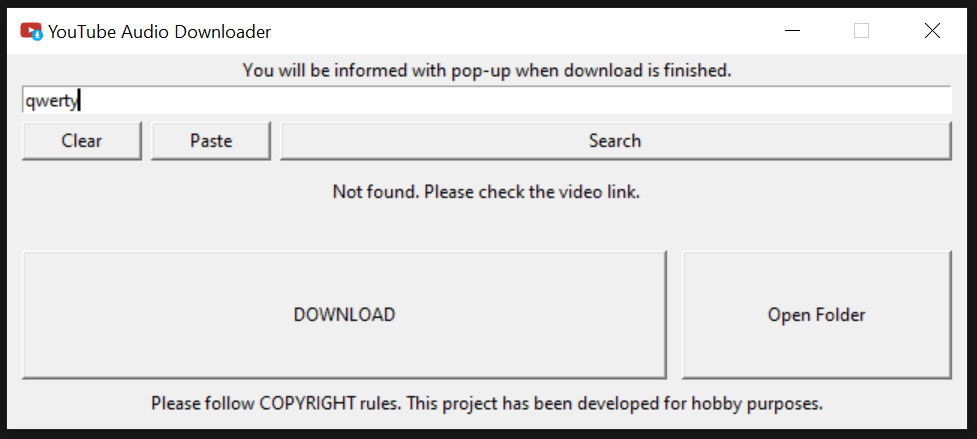 YouTube Audio Downloader
You will be informed with pop-up when download is finished.
qwerty
Clear Paste Search
Not found. Please check the video link.
DOWNLOAD Open Folder
Please follow COPYRIGHT rules. This project has been developed for hobby purposes.